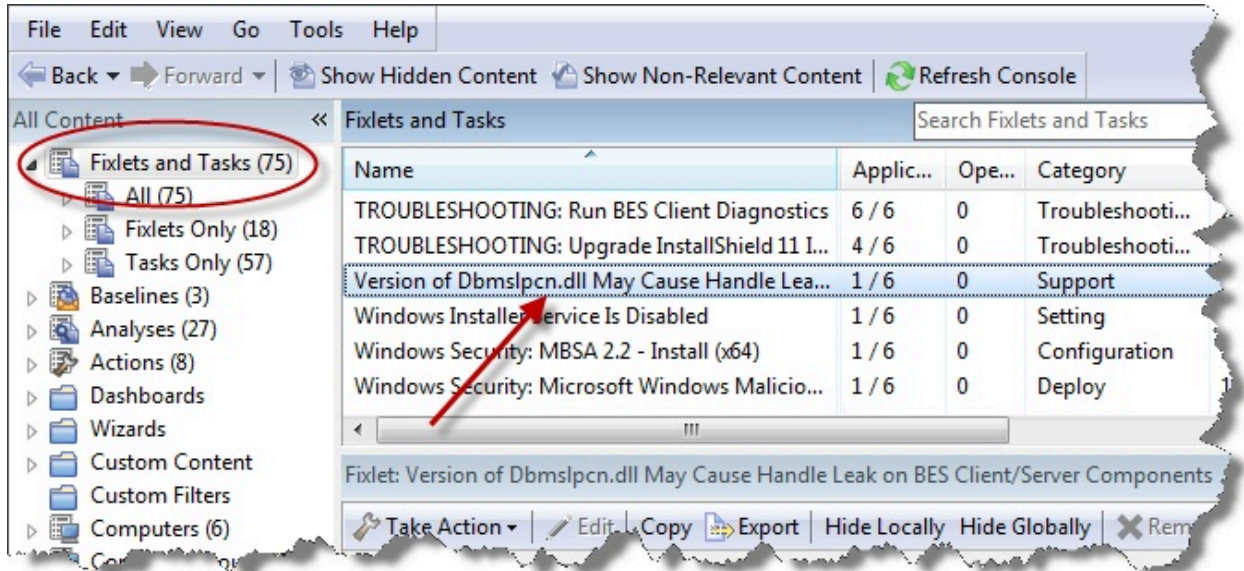 File Edit View Go Tools Help
Back Forward Show Hidden Content Show Non-Relevant Content Refresh Console
All Content «
Fixlets and Tasks (75)
All (75)
Fixlets Only (18)
Tasks Only (57)
Baselines (3)
Analyses (27)
Actions (8)
Dashboards
Wizards
Custom Content
Custom Filters
Computers (6)
Fixlets and Tasks Search Fixlets and Tasks
Name Applic... Ope... Category
TROUBLESHOOTING: Run BES Client Diagnostics 6 / 6 0 Troubleshooti...
TROUBLESHOOTING: Upgrade InstallShield 11 I... 4 / 6 0 Troubleshooti...
Version of Dbmslpcn.dll May Cause Handle Lea... 1 / 6 0 Support
Windows Installer Service Is Disabled 1 / 6 0 Setting
Windows Security: MBSA 2.2 - Install (x64) 1 / 6 0 Configuration
Windows Security: Microsoft Windows Malicio... 1 / 6 0 Deploy 1
Fixlet: Version of Dbmslpcn.dll May Cause Handle Leak on BES Client/Server Components
Take Action Edit Copy Export Hide Locally Hide Globally Rem